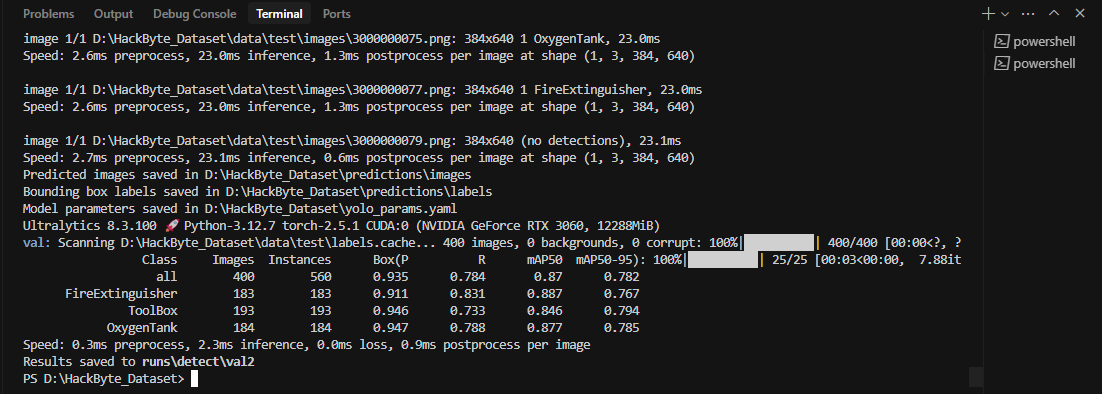 Problems Output Debug Console Terminal Ports
powershell
powershell
image 1/1 D:\HackByte_Dataset\data\test\images\3000000075.png: 384x640 1 OxygenTank, 23.0ms
Speed: 2.6ms preprocess, 23.0ms inference, 1.3ms postprocess per image at shape (1, 3, 384, 640)
image 1/1 D:\HackByte_Dataset\data\test\images\3000000077.png: 384x640 1 FireExtinguisher, 23.0ms
Speed: 2.6ms preprocess, 23.0ms inference, 1.3ms postprocess per image at shape (1, 3, 384, 640)
image 1/1 D:\HackByte_Dataset\data\test\images\3000000079.png: 384x640 (no detections), 23.1ms
Speed: 2.7ms preprocess, 23.1ms inference, 0.6ms postprocess per image at shape (1, 3, 384, 640)
Predicted images saved in D:\HackByte_Dataset\predictions\images
Bounding box labels saved in D:\HackByte_Dataset\predictions\labels
Model parameters saved in D:\HackByte_Dataset\yolo_params.yaml
Ultralytics 8.3.100 🚀 Python-3.12.7 torch-2.5.1 CUDA:0 (NVIDIA GeForce RTX 3060, 12288MiB)
val: Scanning D:\HackByte_Dataset\data\test\labels.cache... 400 images, 0 backgrounds, 0 corrupt: 100%|██████████| 400/400 [00:00<?, ?
Class Images Instances Box(P R mAP50 mAP50-95): 100%|██████████| 25/25 [00:03<00:00, 7.88it
all 400 560 0.935 0.784 0.87 0.782
FireExtinguisher 183 183 0.911 0.831 0.887 0.767
ToolBox 193 193 0.946 0.733 0.846 0.794
OxygenTank 184 184 0.947 0.788 0.877 0.785
Speed: 0.3ms preprocess, 2.3ms inference, 0.0ms loss, 0.9ms postprocess per image
Results saved to runs\detect\val2
PS D:\HackByte_Dataset>